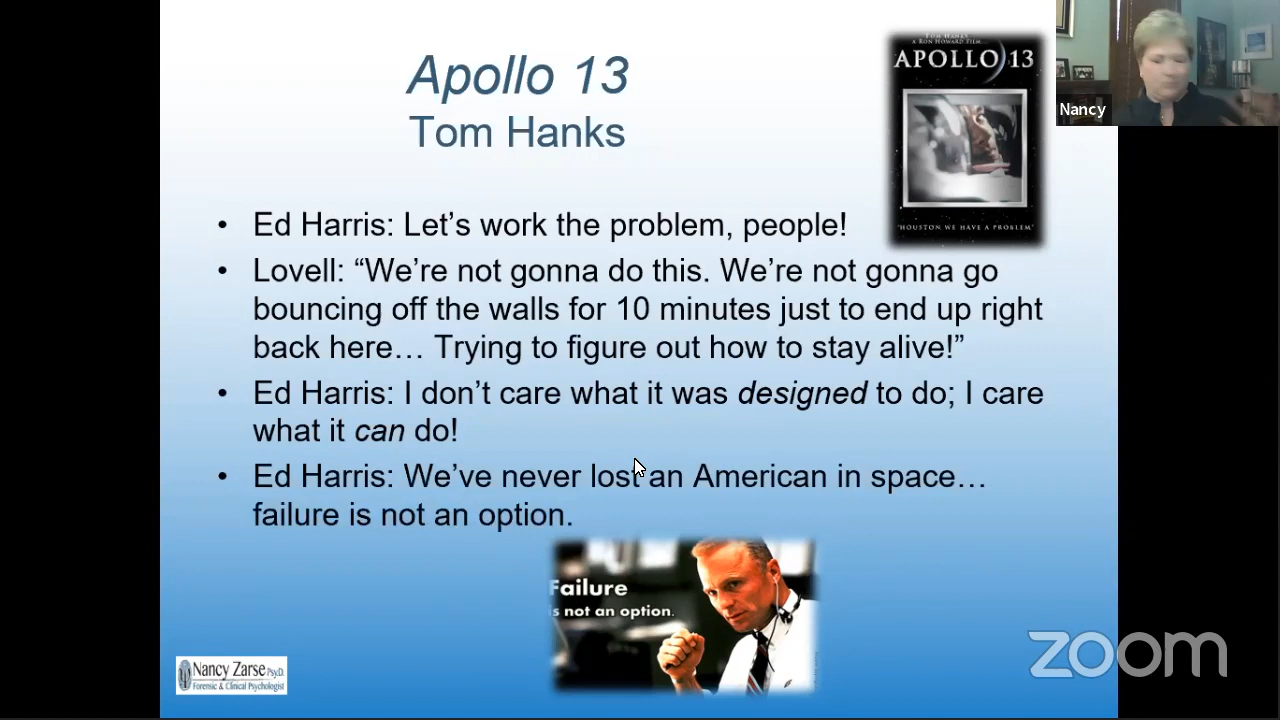 Apollo 13
Tom Hanks
TOM HANKS
A RON HOWARD FILM
APOLLO 13
"HOUSTON, WE HAVE A PROBLEM"
Nancy
• Ed Harris: Let’s work the problem, people!
• Lovell: “We’re not gonna do this. We’re not gonna go
bouncing off the walls for 10 minutes just to end up right
back here… Trying to figure out how to stay alive!”
• Ed Harris: I don’t care what it was designed to do; I care
what it can do!
• Ed Harris: We’ve never lost an American in space…
failure is not an option.
Failure
is not an option.
Nancy Zarse Psy.D.
Forensic & Clinical Psychologist
zoom